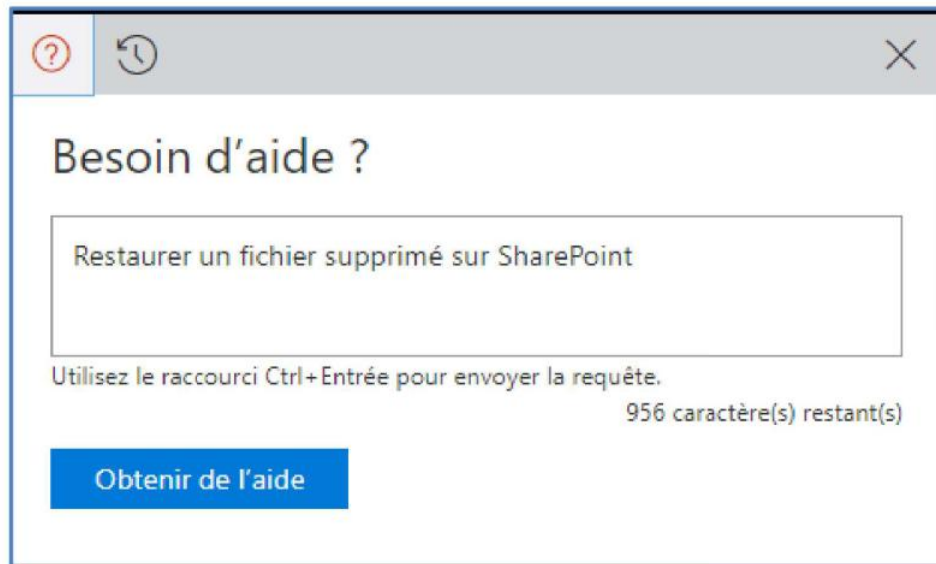 Besoin d’aide ?
Restaurer un fichier supprimé sur SharePoint
Utilisez le raccourci Ctrl+Entrée pour envoyer la requête.
956 caractère(s) restant(s)
Obtenir de l’aide